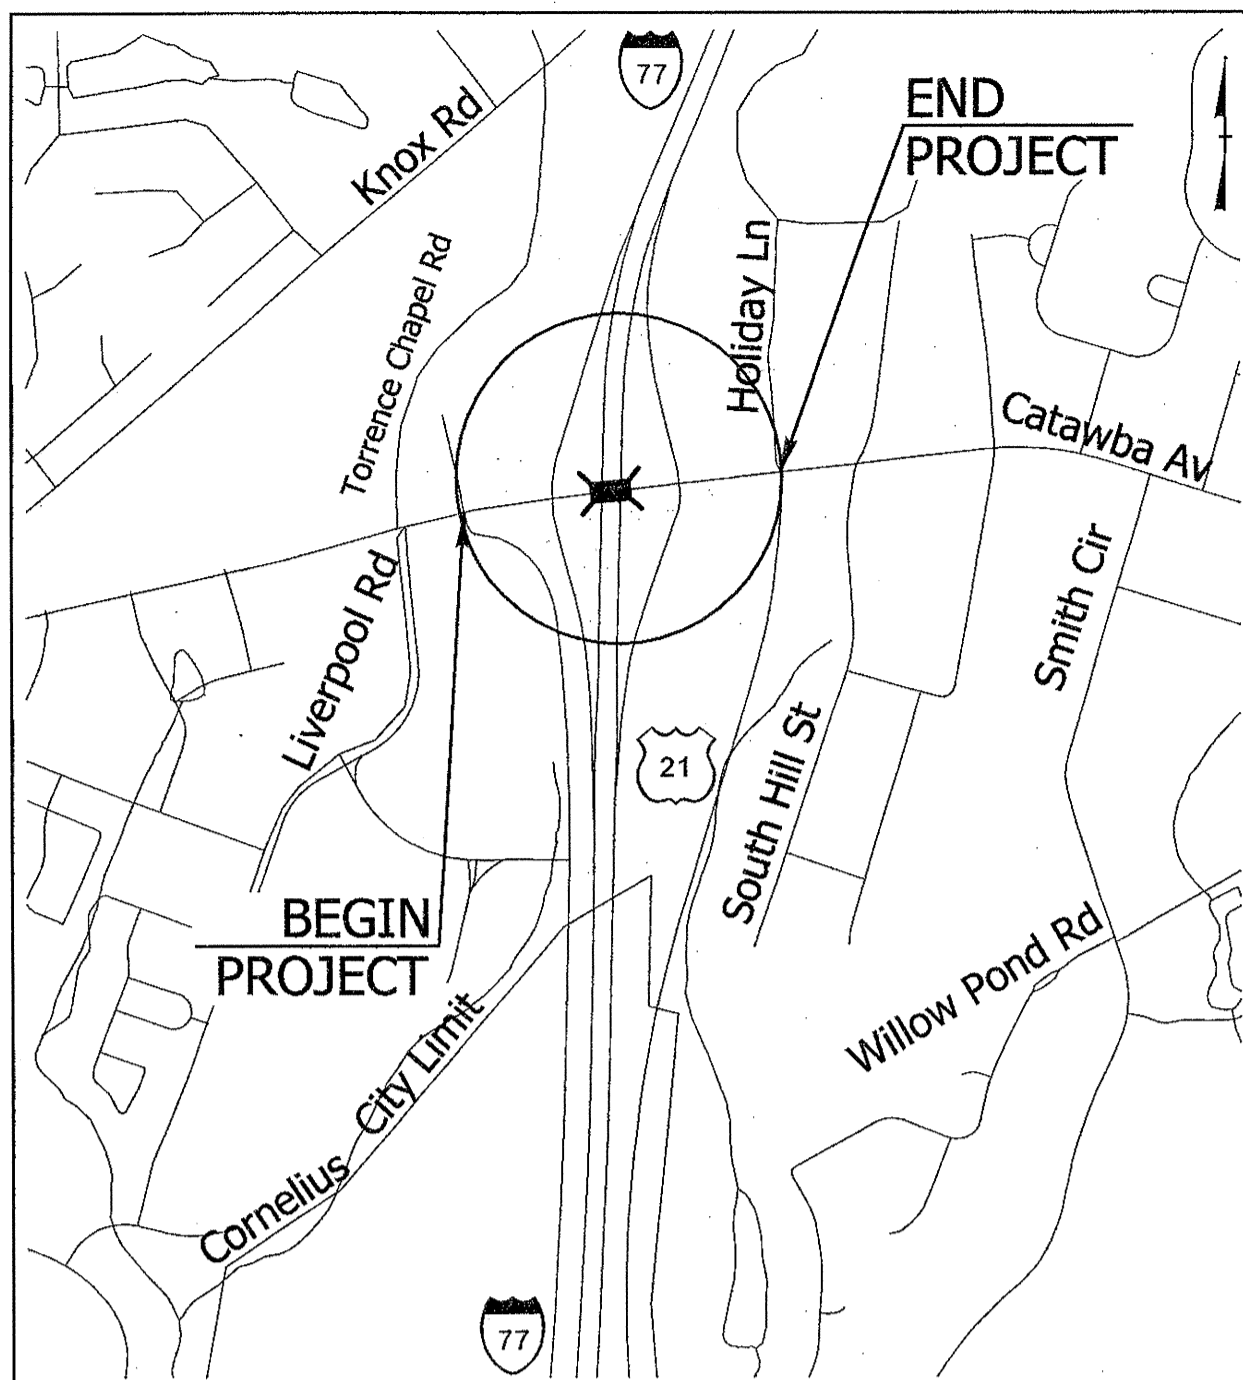 77
END
PROJECT
Knox Rd
Torrence Chapel Rd
Holiday Ln
Catawba Av
Liverpool Rd
Smith Cir
21
South Hill St
BEGIN
PROJECT
Willow Pond Rd
Cornelius City Limit
77